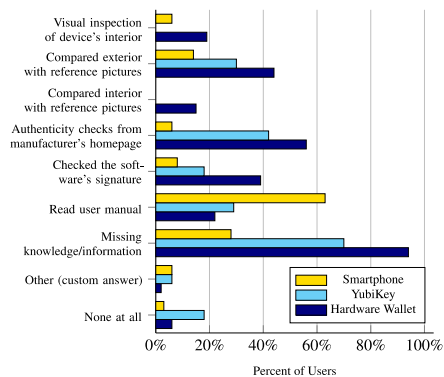 Visual inspection
of device's interior
Compared exterior
with reference pictures
Compared interior
with reference pictures
Authenticity checks from
manufacturer's homepage
Checked the soft-
ware's signature
Read user manual
Missing
knowledge/information
Other (custom answer)
None at all
Smartphone
YubiKey
Hardware Wallet
0% 20% 40% 60% 80% 100%
Percent of Users